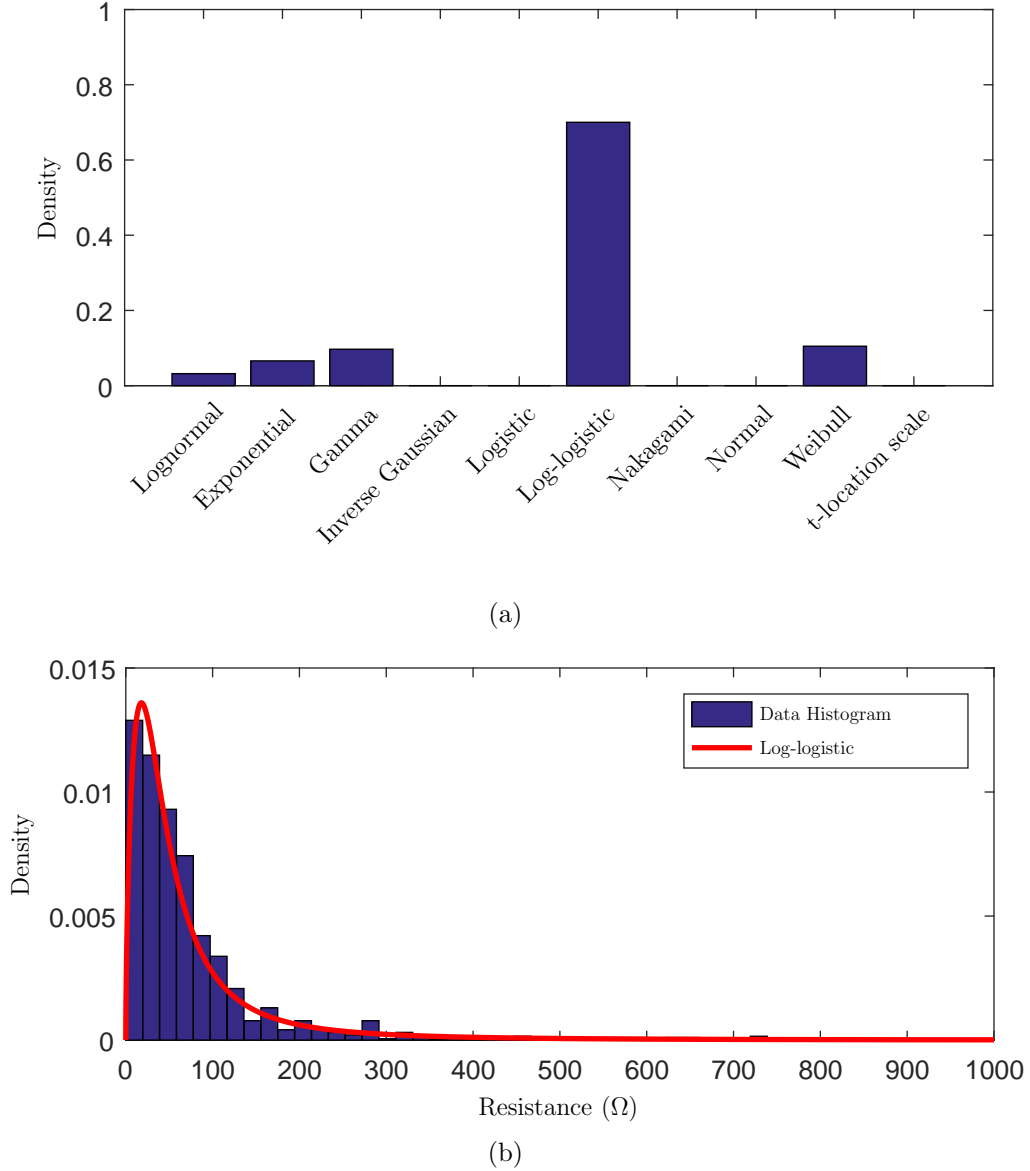 1
0.8
0.6
0.4
0.2
0
Density
Lognormal
Exponential
Gamma
Inverse Gaussian
Logistic
Log-logistic
Nakagami
Normal
Weibull
t-location scale
(a)
0.015
0.01
0.005
0
Density
Data Histogram
Log-logistic
0 100 200 300 400 500 600 700 800 900 1000
Resistance (Ω)
(b)